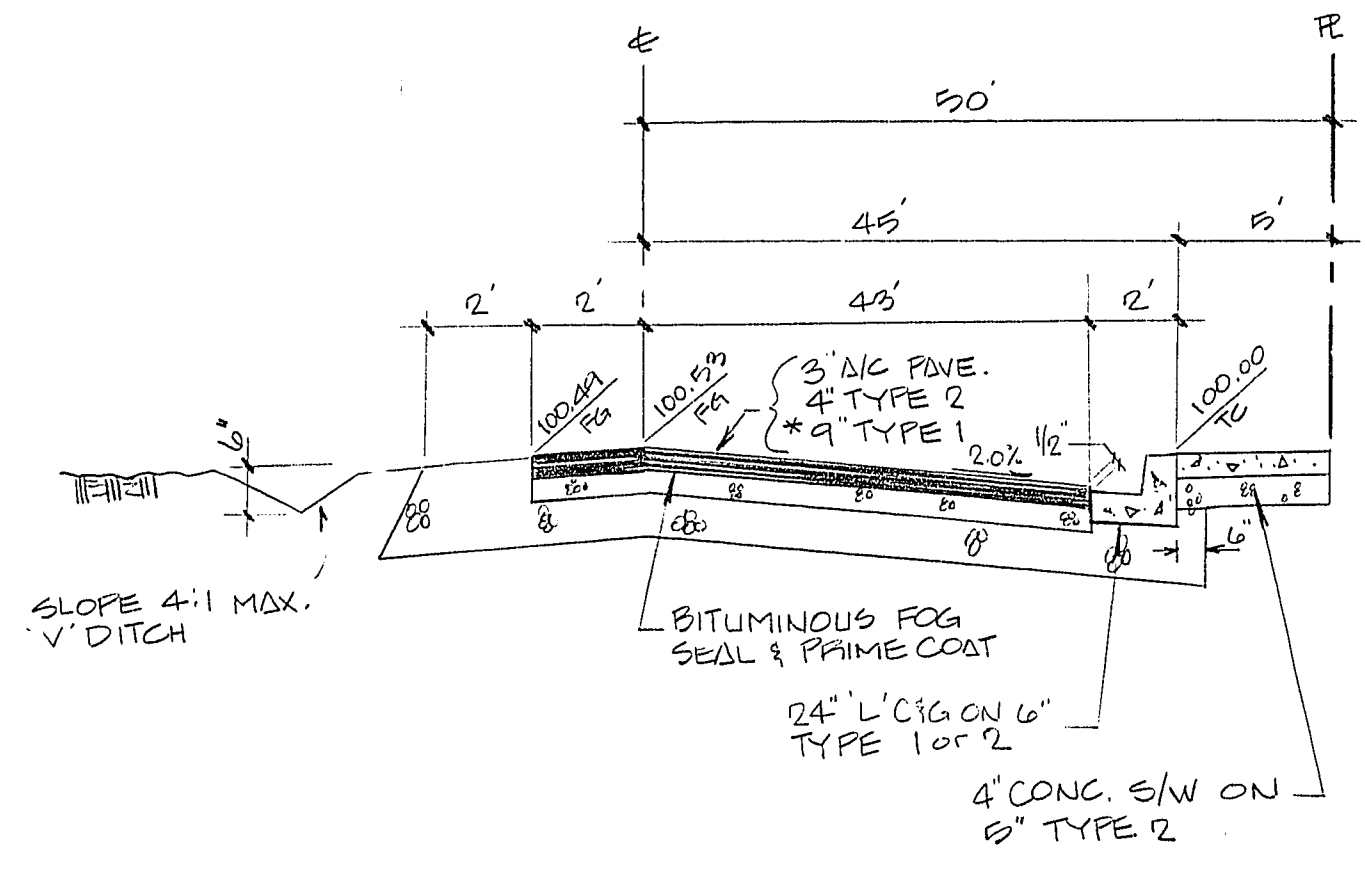 ℄
PL
50'
45'
5'
2'
2'
43'
2'
100.49
FG
100.53
FG
3" A/C PAVE.
4" TYPE 2
* 9" TYPE 1
2.0%
1/2"
100.00
TC
6"
6"
SLOPE 4:1 MAX.
'V' DITCH
BITUMINOUS FOG
SEAL & PRIME COAT
24" 'L' C&G ON 6"
TYPE 1 or 2
4" CONC. S/W ON
5" TYPE 2